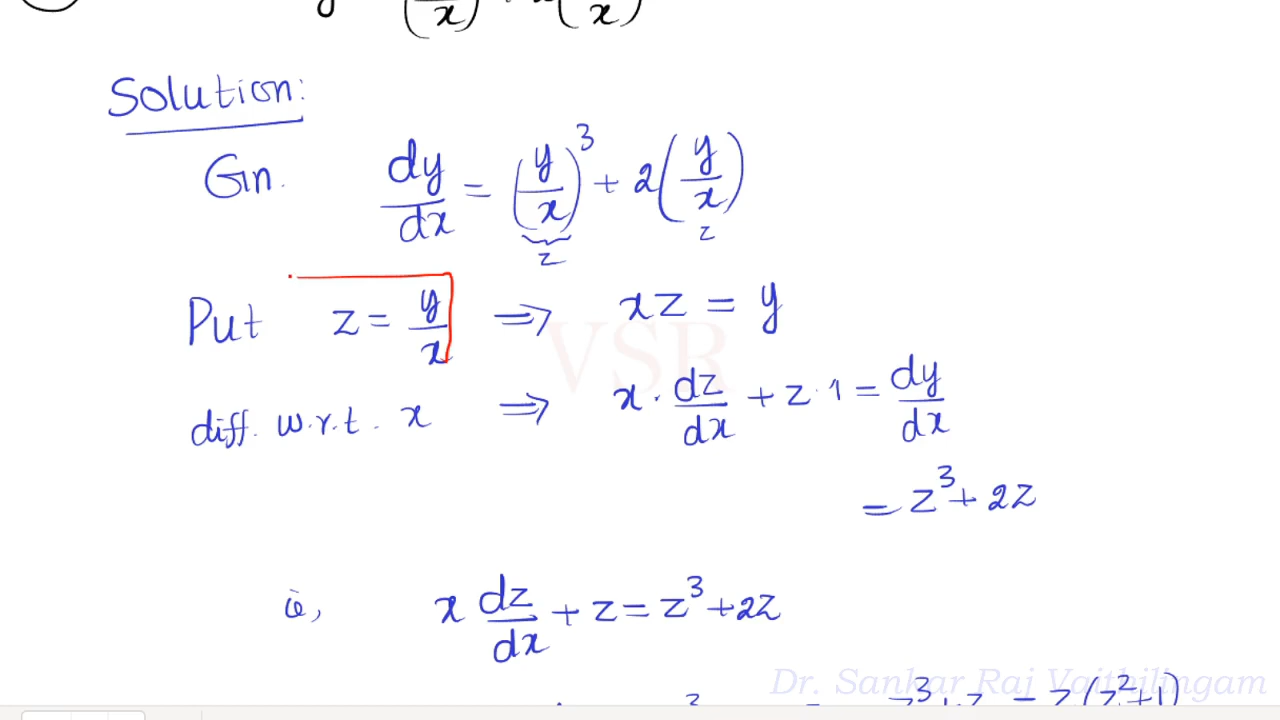 Solution:
Gn. dy/dx = (y/x)^3 + 2(y/x)
z z
Put z = y/x ⇒ xz = y
diff. w.r.t. x ⇒ x · dz/dx + z · 1 = dy/dx
= z^3 + 2z
ie, x dz/dx + z = z^3 + 2z
VSR
Dr. Sankar Raj Vaithilingam